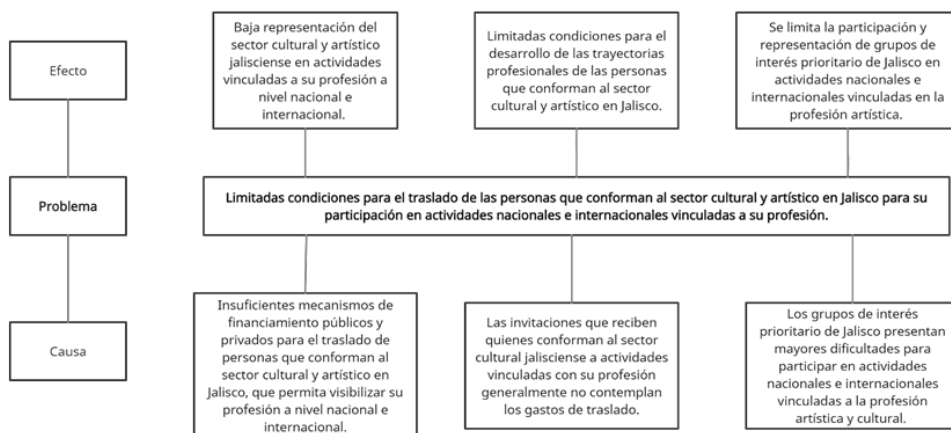 Efecto
Baja representación del
sector cultural y artístico
jalisciense en actividades
vinculadas a su profesión a
nivel nacional e
internacional.
Limitadas condiciones para el
desarrollo de las trayectorias
profesionales de las personas
que conforman al sector
cultural y artístico en Jalisco.
Se limita la participación y
representación de grupos de
interés prioritario de Jalisco en
actividades nacionales e
internacionales vinculadas en la
profesión artística.
Problema
Limitadas condiciones para el traslado de las personas que conforman al sector cultural y artístico en Jalisco para su
participación en actividades nacionales e internacionales vinculadas a su profesión.
Causa
Insuficientes mecanismos de
financiamiento públicos y
privados para el traslado de
personas que conforman al
sector cultural y artístico en
Jalisco, que permita visibilizar su
profesión a nivel nacional e
internacional.
Las invitaciones que reciben
quienes conforman al sector
cultural jalisciense a actividades
vinculadas con su profesión
generalmente no contemplan
los gastos de traslado.
Los grupos de interés
prioritario de Jalisco presentan
mayores dificultades para
participar en actividades
nacionales e internacionales
vinculadas a la profesión
artística y cultural.